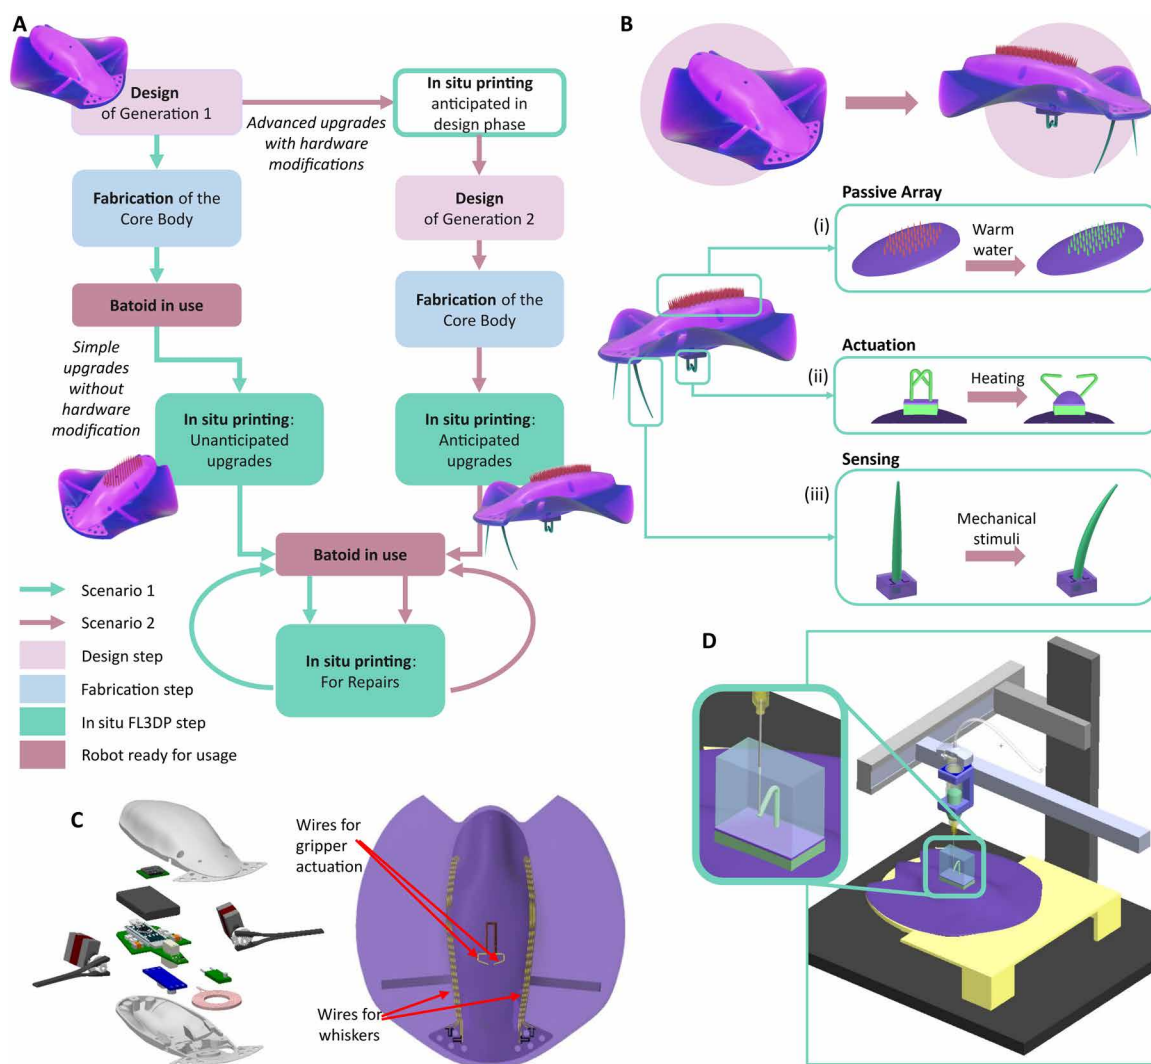 A
Design
of Generation 1
Advanced upgrades
with hardware
modifications
In situ printing
anticipated in
design phase
Fabrication of the
Core Body
Design
of Generation 2
Batoid in use
Fabrication of the
Core Body
Simple
upgrades
without
hardware
modification
In situ printing:
Unanticipated
upgrades
In situ printing:
Anticipated
upgrades
Batoid in use
In situ printing:
For Repairs
Scenario 1
Scenario 2
Design step
Fabrication step
In situ FL3DP step
Robot ready for usage
B
Passive Array
(i)
Warm
water
Actuation
(ii)
Heating
Sensing
(iii)
Mechanical
stimuli
C
Wires for
gripper
actuation
Wires for
whiskers
D